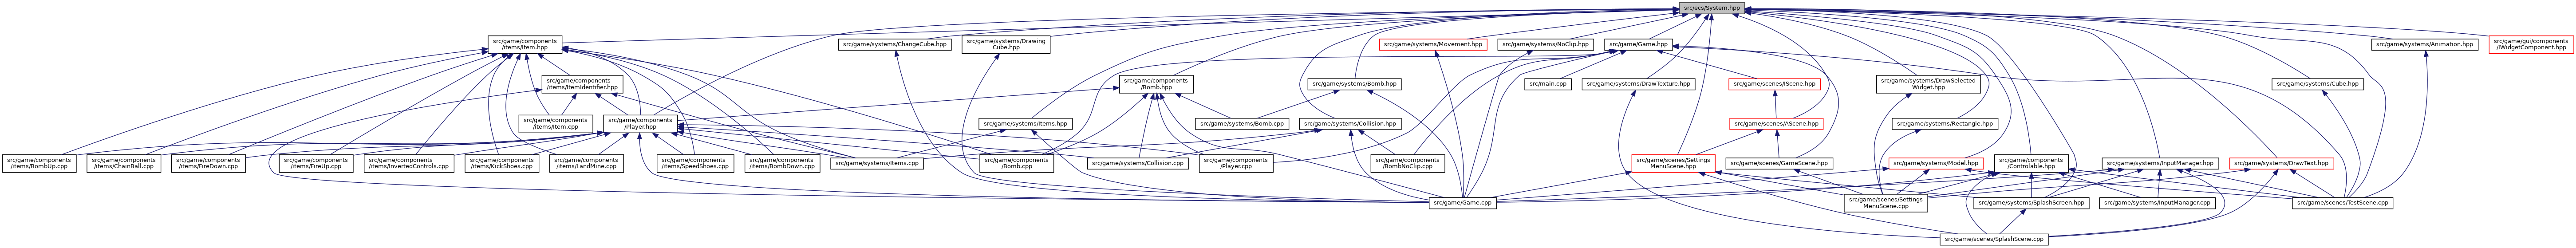 src/ecs/System.hpp
src/game/components
/items/Item.hpp
src/game/systems/ChangeCube.hpp
src/game/systems/Drawing
Cube.hpp
src/game/systems/Movement.hpp
src/game/systems/NoClip.hpp
src/game/Game.hpp
src/game/systems/Animation.hpp
src/game/gui/components
/IWidgetComponent.hpp
src/game/components
/items/ItemIdentifier.hpp
src/game/components
/Bomb.hpp
src/game/systems/Bomb.hpp
src/main.cpp
src/game/systems/DrawTexture.hpp
src/game/scenes/IScene.hpp
src/game/systems/DrawSelected
Widget.hpp
src/game/systems/Cube.hpp
src/game/components
/items/Item.cpp
src/game/components
/Player.hpp
src/game/systems/Items.hpp
src/game/systems/Bomb.cpp
src/game/systems/Collision.hpp
src/game/scenes/AScene.hpp
src/game/systems/Rectangle.hpp
src/game/components
/items/BombUp.cpp
src/game/components
/items/ChainBall.cpp
src/game/components
/items/FireDown.cpp
src/game/components
/items/FireUp.cpp
src/game/components
/items/InvertedControls.cpp
src/game/components
/items/KickShoes.cpp
src/game/components
/items/LandMine.cpp
src/game/components
/items/SpeedShoes.cpp
src/game/components
/items/BombDown.cpp
src/game/systems/Items.cpp
src/game/components
/Bomb.cpp
src/game/systems/Collision.cpp
src/game/components
/Player.cpp
src/game/components
/BombNoClip.cpp
src/game/scenes/Settings
MenuScene.hpp
src/game/scenes/GameScene.hpp
src/game/systems/Model.hpp
src/game/components
/Controlable.hpp
src/game/systems/InputManager.hpp
src/game/systems/DrawText.hpp
src/game/Game.cpp
src/game/scenes/Settings
MenuScene.cpp
src/game/systems/SplashScreen.hpp
src/game/systems/InputManager.cpp
src/game/scenes/TestScene.cpp
src/game/scenes/SplashScene.cpp